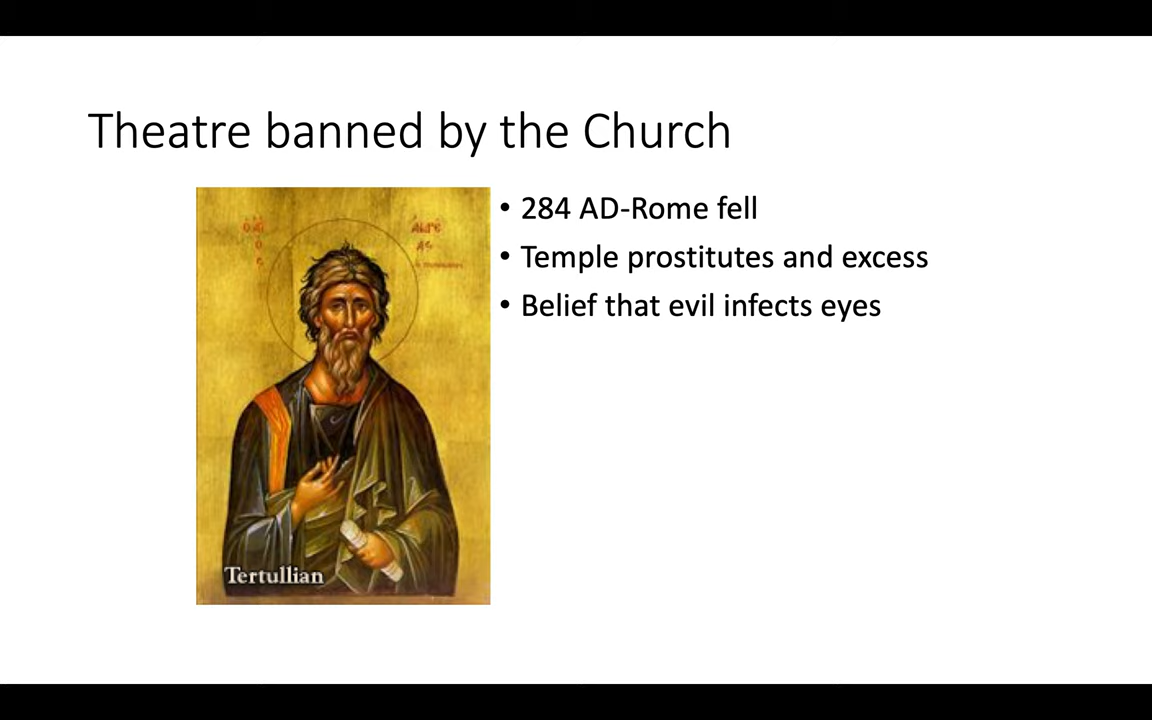 Theatre banned by the Church
• 284 AD-Rome fell
• Temple prostitutes and excess
• Belief that evil infects eyes
Tertullian